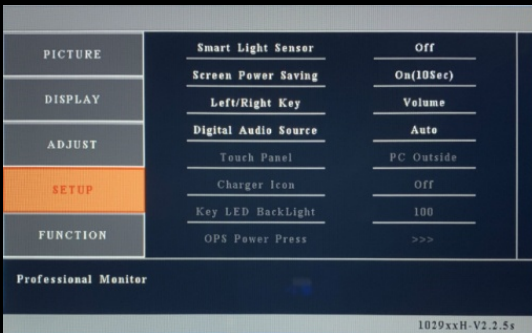 PICTURE
DISPLAY
ADJUST
SETUP
FUNCTION
Smart Light Sensor Off
Screen Power Saving On(10Sec)
Left/Right Key Volume
Digital Audio Source Auto
Touch Panel PC Outside
Charger Icon Off
Key LED BackLight 100
OPS Power Press >>>
Professional Monitor
1029xxH-V2.2.5s